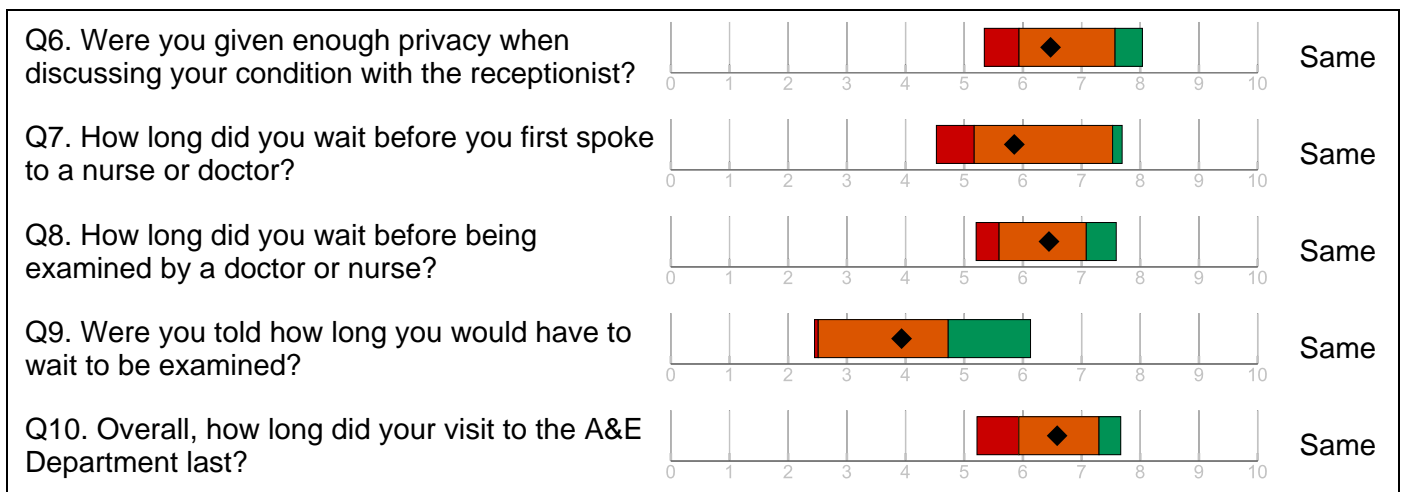 Q6. Were you given enough privacy when
discussing your condition with the receptionist?
0 1 2 3 4 5 6 7 8 9 10
Same
Q7. How long did you wait before you first spoke
to a nurse or doctor?
0 1 2 3 4 5 6 7 8 9 10
Same
Q8. How long did you wait before being
examined by a doctor or nurse?
0 1 2 3 4 5 6 7 8 9 10
Same
Q9. Were you told how long you would have to
wait to be examined?
0 1 2 3 4 5 6 7 8 9 10
Same
Q10. Overall, how long did your visit to the A&E
Department last?
0 1 2 3 4 5 6 7 8 9 10
Same